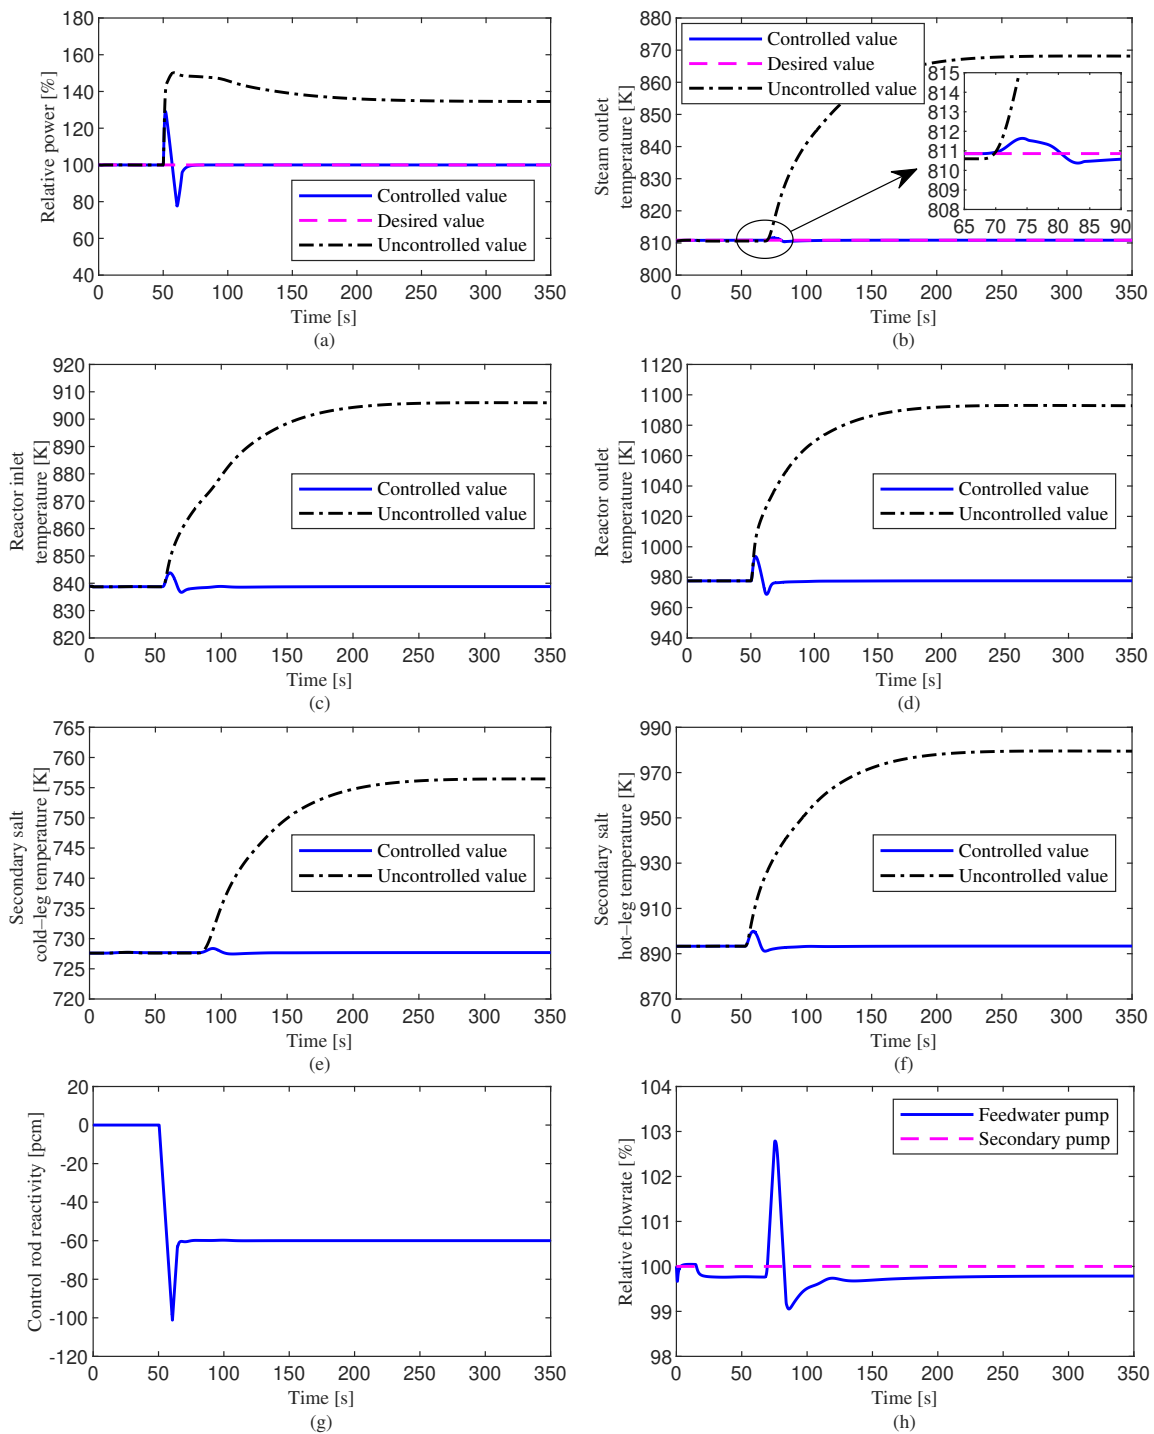 180
160
140
120
100
80
60
40
Relative power [%]
Controlled value
Desired value
Uncontrolled value
0 50 100 150 200 250 300 350
Time [s]
(a)
880
870
860
850
840
830
820
810
800
Steam outlet
temperature [K]
Controlled value
Desired value
Uncontrolled value
815
814
813
812
811
810
809
808
65 70 75 80 85 90
0 50 100 150 200 250 300 350
Time [s]
(b)
920
910
900
890
880
870
860
850
840
830
820
Reactor inlet
temperature [K]
Controlled value
Uncontrolled value
0 50 100 150 200 250 300 350
Time [s]
(c)
1120
1100
1080
1060
1040
1020
1000
980
960
940
Reactor outlet
temperature [K]
Controlled value
Uncontrolled value
0 50 100 150 200 250 300 350
Time [s]
(d)
765
760
755
750
745
740
735
730
725
720
Secondary salt
cold−leg temperature [K]
Controlled value
Uncontrolled value
0 50 100 150 200 250 300 350
Time [s]
(e)
990
970
950
930
910
890
870
Secondary salt
hot−leg temperature [K]
Controlled value
Uncontrolled value
0 50 100 150 200 250 300 350
Time [s]
(f)
20
0
-20
-40
-60
-80
-100
-120
Control rod reactivity [pcm]
0 50 100 150 200 250 300 350
Time [s]
(g)
104
103
102
101
100
99
98
Relative flowrate [%]
Feedwater pump
Secondary pump
0 50 100 150 200 250 300 350
Time [s]
(h)